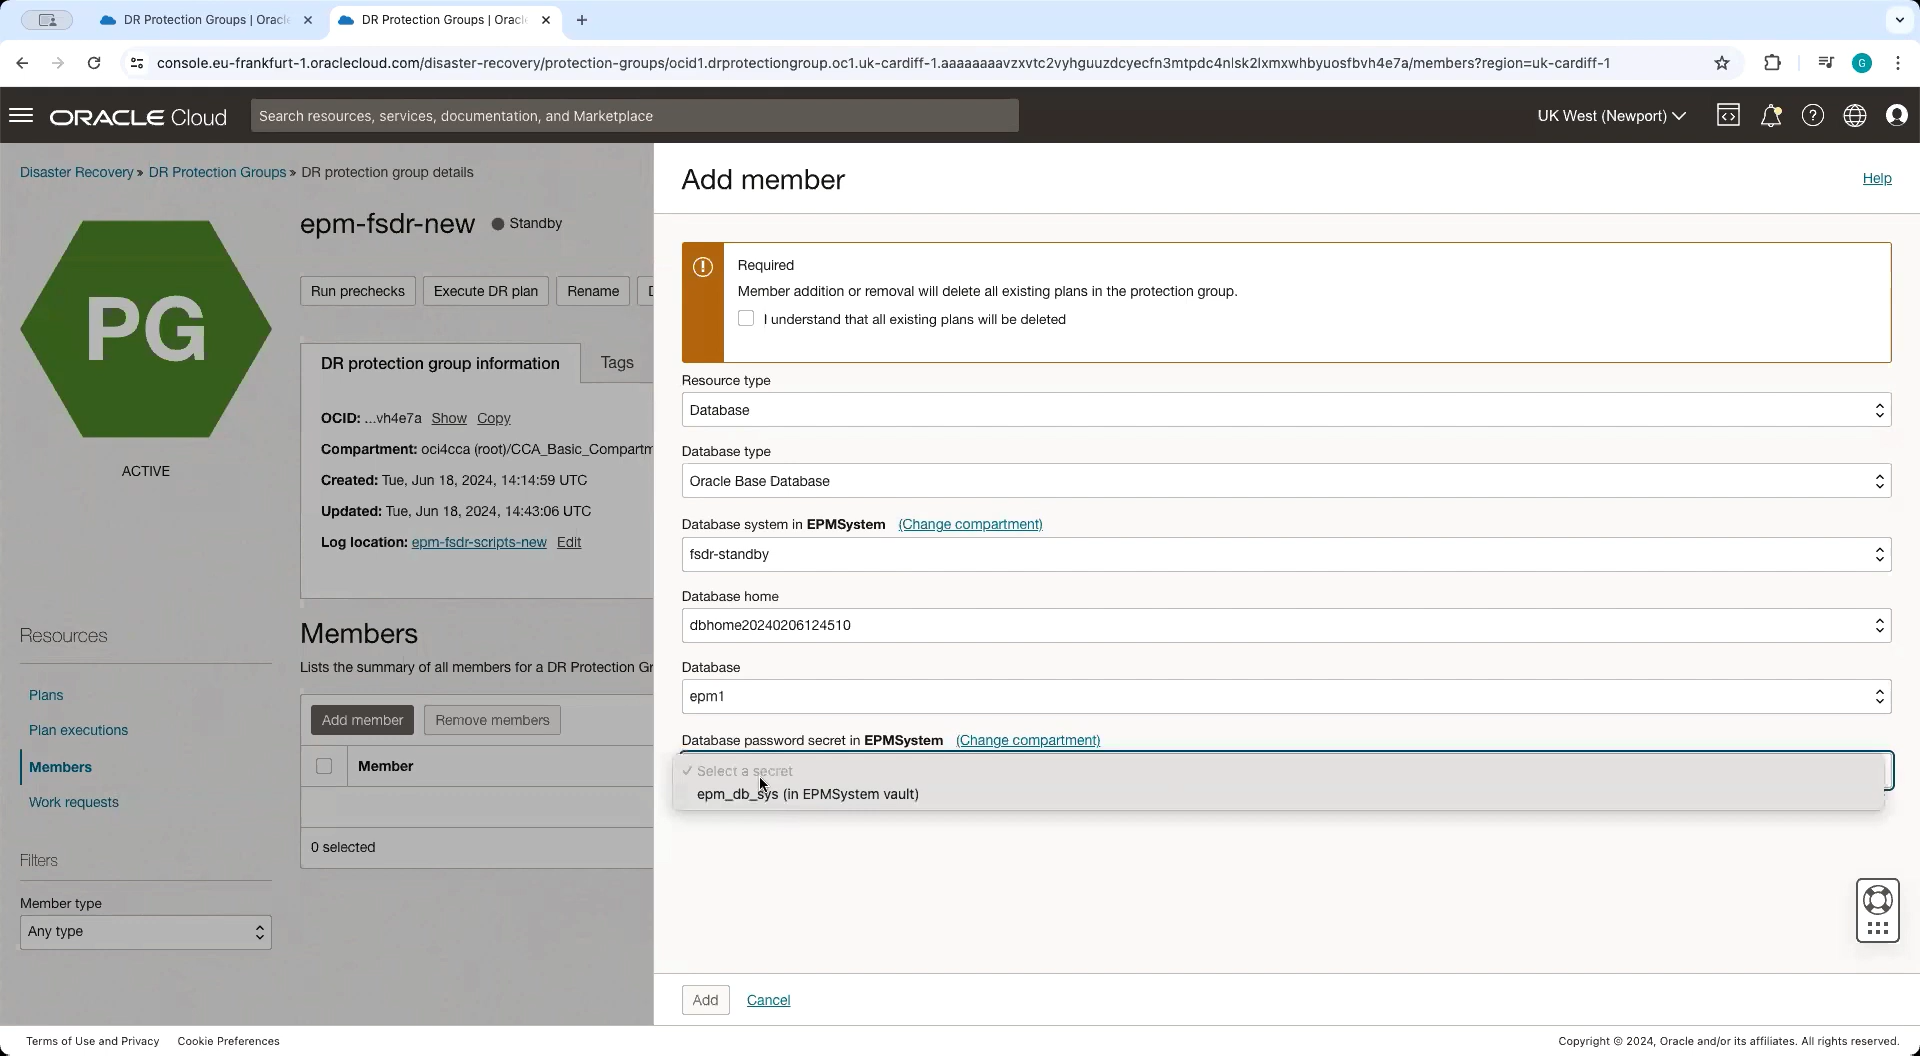 DR Protection Groups | Oracl
DR Protection Groups | Oracl
console.eu-frankfurt-1.oraclecloud.com/disaster-recovery/protection-groups/ocid1.drprotectiongroup.oc1.uk-cardiff-1.aaaaaaaavzxvtc2vyhguuzdcyecfn3mtpdc4nlsk2lxmxwhbyuosfbvh4e7a/members?region=uk-cardiff-1
G
ORACLE Cloud
Search resources, services, documentation, and Marketplace
UK West (Newport)
Disaster Recovery » DR Protection Groups » DR protection group details
PG
ACTIVE
epm-fsdr-new
Standby
Run prechecks
Execute DR plan
Rename
D
DR protection group information
Tags
OCID: ...vh4e7a Show Copy
Compartment: oci4cca (root)/CCA_Basic_Compartm
Created: Tue, Jun 18, 2024, 14:14:59 UTC
Updated: Tue, Jun 18, 2024, 14:43:06 UTC
Log location: epm-fsdr-scripts-new Edit
Resources
Plans
Plan executions
Members
Work requests
Filters
Member type
Any type
Members
Lists the summary of all members for a DR Protection Gr
Add member
Remove members
Member
0 selected
Add member
Help
Required
Member addition or removal will delete all existing plans in the protection group.
I understand that all existing plans will be deleted
Resource type
Database
Database type
Oracle Base Database
Database system in EPMSystem (Change compartment)
fsdr-standby
Database home
dbhome20240206124510
Database
epm1
Database password secret in EPMSystem (Change compartment)
✓ Select a secret
epm_db_sys (in EPMSystem vault)
Add
Cancel
Terms of Use and Privacy
Cookie Preferences
Copyright © 2024, Oracle and/or its affiliates. All rights reserved.